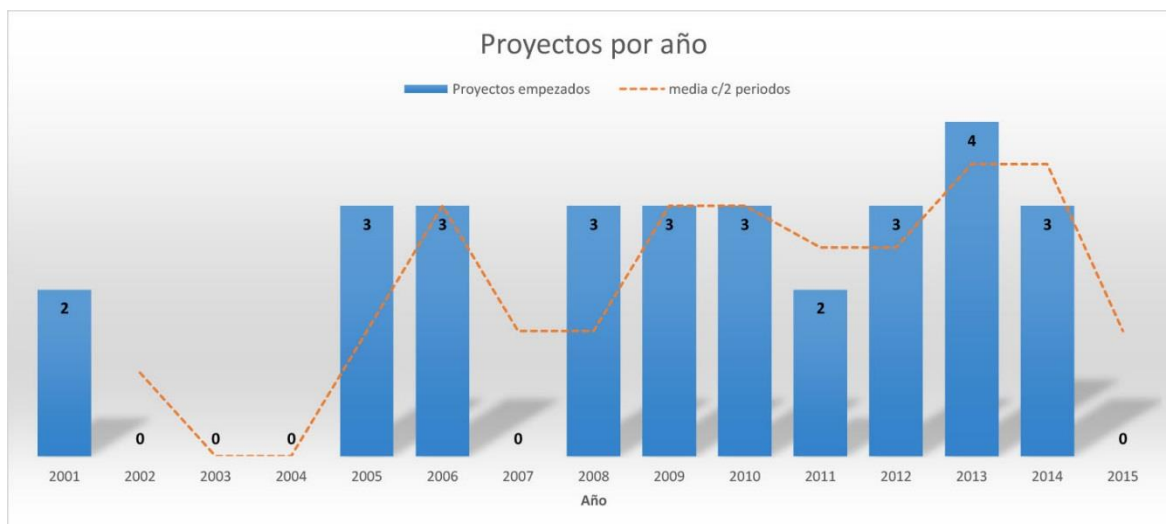 Proyectos por año
Proyectos empezados media c/2 periodos
4
3 3 3 3 3 3 3
2 2
0 0 0 0 0
2001 2002 2003 2004 2005 2006 2007 2008 2009 2010 2011 2012 2013 2014 2015
Año